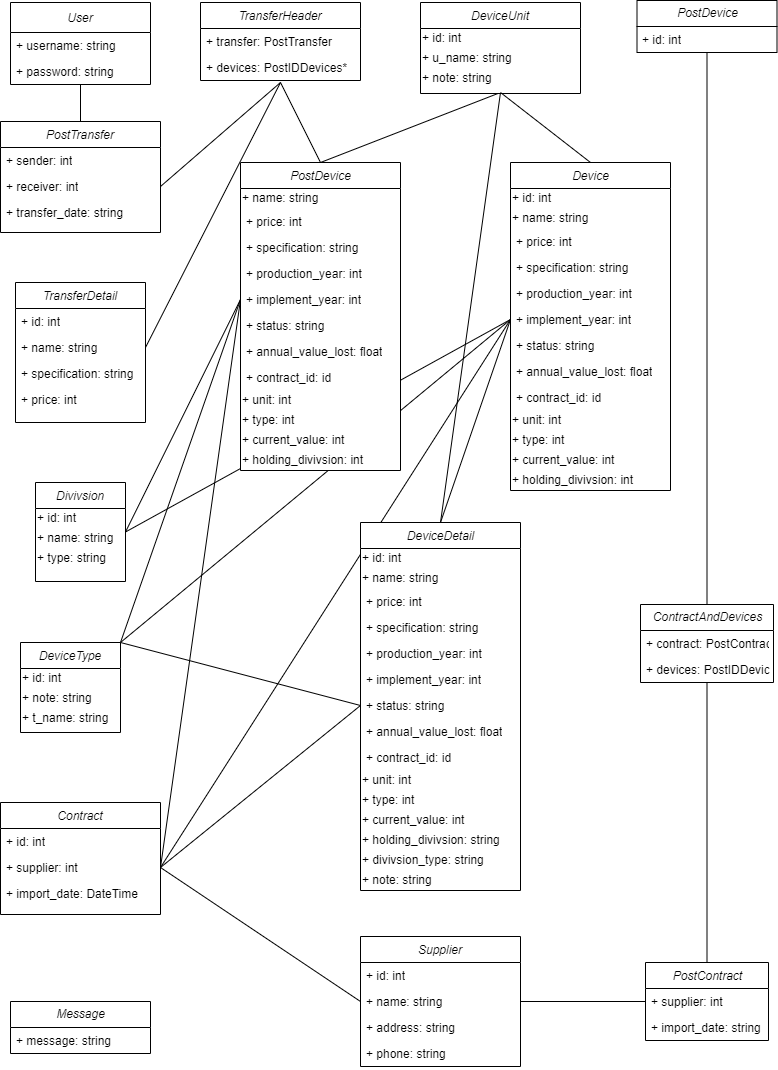 User
+ username: string
+ password: string
TransferHeader
+ transfer: PostTransfer
+ devices: PostIDDevices*
DeviceUnit
+ id: int
+ u_name: string
+ note: string
PostDevice
+ id: int
PostTransfer
+ sender: int
+ receiver: int
+ transfer_date: string
PostDevice
+ name: string
+ price: int
+ specification: string
+ production_year: int
+ implement_year: int
+ status: string
+ annual_value_lost: float
+ contract_id: id
+ unit: int
+ type: int
+ current_value: int
+ holding_divivsion: int
Device
+ id: int
+ name: string
+ price: int
+ specification: string
+ production_year: int
+ implement_year: int
+ status: string
+ annual_value_lost: float
+ contract_id: id
+ unit: int
+ type: int
+ current_value: int
+ holding_divivsion: int
TransferDetail
+ id: int
+ name: string
+ specification: string
+ price: int
Divivsion
+ id: int
+ name: string
+ type: string
DeviceDetail
+ id: int
+ name: string
+ price: int
+ specification: string
+ production_year: int
+ implement_year: int
+ status: string
+ annual_value_lost: float
+ contract_id: id
+ unit: int
+ type: int
+ current_value: int
+ holding_divivsion: string
+ divivsion_type: string
+ note: string
ContractAndDevices
+ contract: PostContrac
+ devices: PostIDDevic
DeviceType
+ id: int
+ note: string
+ t_name: string
Contract
+ id: int
+ supplier: int
+ import_date: DateTime
Supplier
+ id: int
+ name: string
+ address: string
+ phone: string
PostContract
+ supplier: int
+ import_date: string
Message
+ message: string